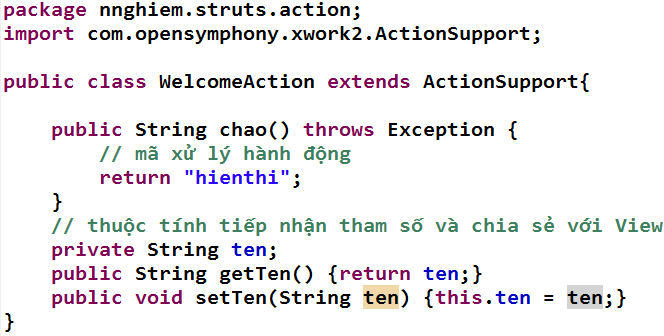 package nnghiem.struts.action;
import com.opensymphony.xwork2.ActionSupport;
public class WelcomeAction extends ActionSupport{
public String chao() throws Exception {
// mã xử lý hành động
return "hienthi";
}
// thuộc tính tiếp nhận tham số và chia sẻ với View
private String ten;
public String getTen() {return ten;}
public void setTen(String ten) {this.ten = ten;}
}